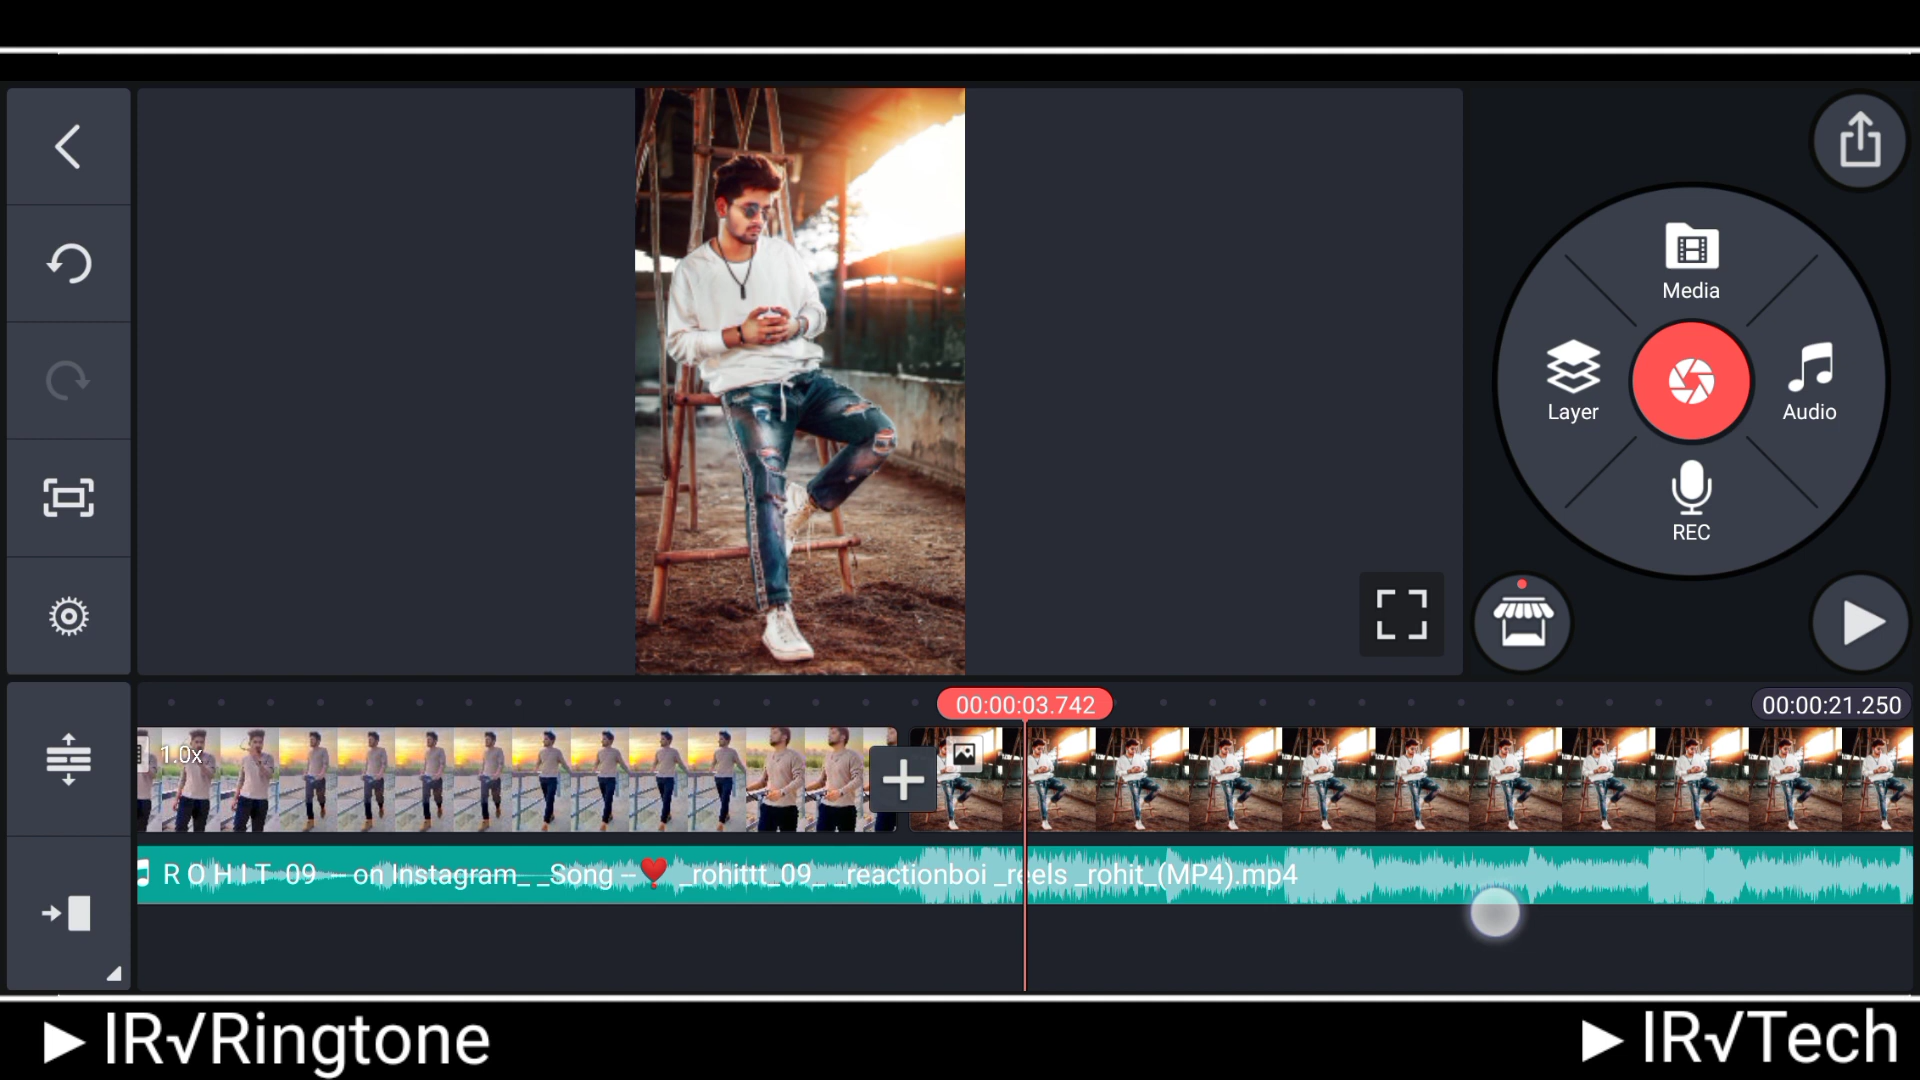 Media
Layer
Audio
REC
00:00:03.742
00:00:21.250
1.0x
R O H I T 09 – on Instagram_ _Song –❤️ _rohittt_09_ _reactionboi _reels _rohit_(MP4).mp4
▶ IR√Ringtone
▶ IR√Tech